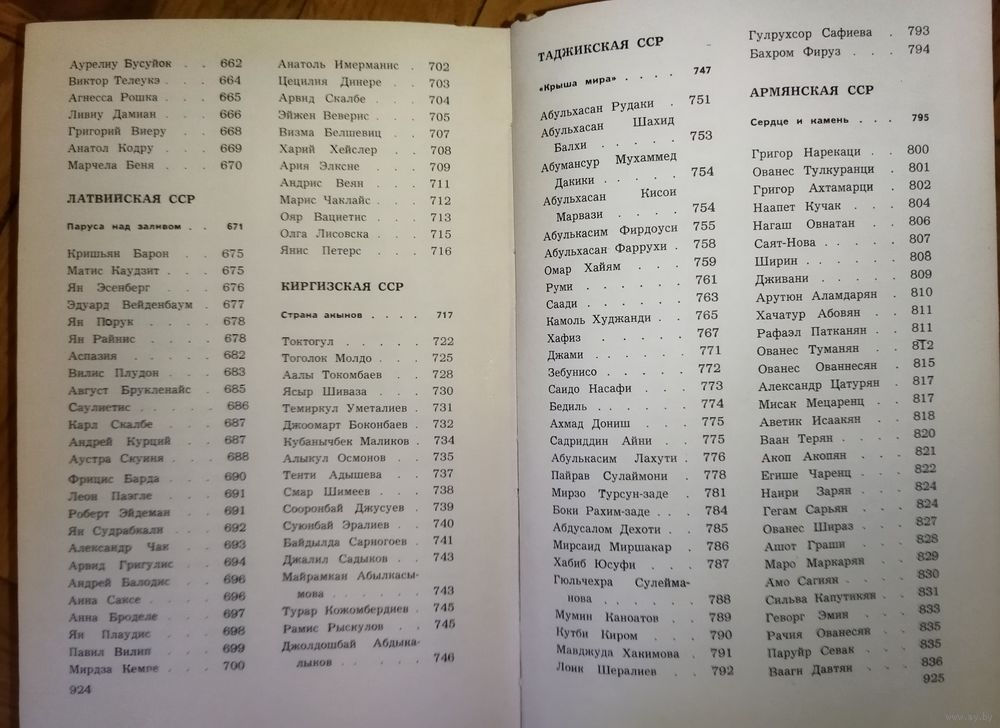 Аурелиу Бусуйок . 662
Виктор Телеукэ . . . 664
Агнесса Рошка . . . 665
Ливиу Дамиан . . . 666
Григорий Виеру . . 668
Анатол Кодру . . . 669
Марчела Беня . . . 670
ЛАТВИЙСКАЯ ССР
Паруса над заливом . . 671
Кришьян Барон . . . 675
Матис Каудзит . . . 675
Ян Эсенберг . . . 676
Эдуард Вейденбаум . 677
Ян Порук . . . . 678
Ян Райнис . . . . 678
Аспазия . . . . . 682
Вилис Плудон . . . 683
Август Брукленайс . 685
Саулиетис . . . . . 686
Карл Скалбе . . . 687
Андрей Курций . . 687
Аустра Скуиня . . . 688
Фрицис Барда . . . 690
Леон Паэгле . . . 691
Роберт Эйдеман . . 691
Ян Судрабкалн . . . 692
Александр Чак . . 693
Арвид Григулис . . 694
Андрей Балодис . . 696
Анна Саксе . . . . 696
Анна Броделе . . . 697
Ян Плаудис . . . 698
Павил Вилип . . . 699
Мирдза Кемпе . . . 700
924
Анатоль Имерманис . 702
Цецилия Динере . . 703
Арвид Скалбе . . . 704
Эйжен Веверис . . . 705
Визма Белшевиц . . 707
Харий Хейслер . . 708
Ария Элксне . . . 709
Андрис Веян . . . 711
Марис Чаклайс . . . 712
Ояр Вациетис . . . 713
Олга Лисовска . . . 715
Янис Петерс . . . 716
КИРГИЗСКАЯ ССР
Страна акынов . . . . 717
Токтогул . . . . . 722
Тоголок Молдо . . . 725
Аалы Токомбаев . . 728
Ясыр Шиваза . . . 730
Темиркул Уметалиев . 731
Джоомарт Боконбаев . 732
Кубанычбек Маликов . 734
Алыкул Осмонов . . 735
Тенти Адышева . . 737
Смар Шимеев . . . 738
Сооронбай Джусуев . 739
Суюнбай Эралиев . . 740
Байдылда Сарногоев . 741
Джалил Садыков . . 743
Майрамкан Абылкасы-
мова . . . . . 743
Турар Кожомбердиев . 745
Рамис Рыскулов . . 745
Джолдошбай Абдыка-
лыков . . . . . 746
ТАДЖИКСКАЯ ССР
«Крыша мира» . . . . 747
Абульхасан Рудаки . 751
Абульхасан Шахид
Балхи . . . . . 753
Абумансур Мухаммед
Дакики . . . . . 754
Абульхасан Кисои
Марвази . . . . 754
Абулькасим Фирдоуси 755
Абульхасан Фаррухи . 758
Омар Хайям . . . 759
Руми . . . . . . 761
Саади . . . . . . 763
Камоль Худжанди . . 765
Хафиз . . . . . 767
Джами . . . . . . 771
Зебунисо . . . . . 772
Саидо Насафи . . . 773
Бедиль . . . . . . 774
Ахмад Дониш . . . 775
Садриддин Айни . . 775
Абулькасим Лахути . 776
Пайрав Сулаймони . 778
Мирзо Турсун-заде . 781
Боки Рахим-заде . . . 784
Абдусалом Дехоти . . 785
Мирсаид Миршакар . 786
Хабиб Юсуфи . . . 787
Гюльчехра Сулейма-
нова . . . . . . 788
Мумин Каноатов . . 789
Кутби Киром . . . 790
Мавджуда Хакимова . 791
Лоик Шералиев . . 792
Гулрухсор Сафиева . 793
Бахром Фируз . . . 794
АРМЯНСКАЯ ССР
Сердце и камень . . . 795
Григор Нарекаци . . 800
Ованес Тулкуранци . 801
Григор Ахтамарци . 802
Наапет Кучак . . . 804
Нагаш Овнатан . . 806
Саят-Нова . . . . . 807
Ширин . . . . . . 808
Дживани . . . . . 809
Арутюн Аламдарян . 810
Хачатур Абовян . . 811
Рафаэл Патканян . . 811
Ованес Туманян . . 812
Ованес Ованнесян . 815
Александр Цатурян . 817
Мисак Мецаренц . . 817
Аветик Исаакян . . 818
Ваан Терян . . . . 820
Акоп Акопян . . . 821
Егише Чаренц . . . 822
Наири Зарян . . . 824
Гегам Сарьян . . . 824
Ованес Шираз . . . 827
Ашот Граши . . . 828
Маро Маркарян . . 829
Амо Сагиян . . . . 830
Сильва Капутикян . . 831
Геворг Эмин . . . 833
Рачия Ованесян . . 835
Паруйр Севак . . . 835
Ваагн Давтян . . . 836
925
www.ay.by